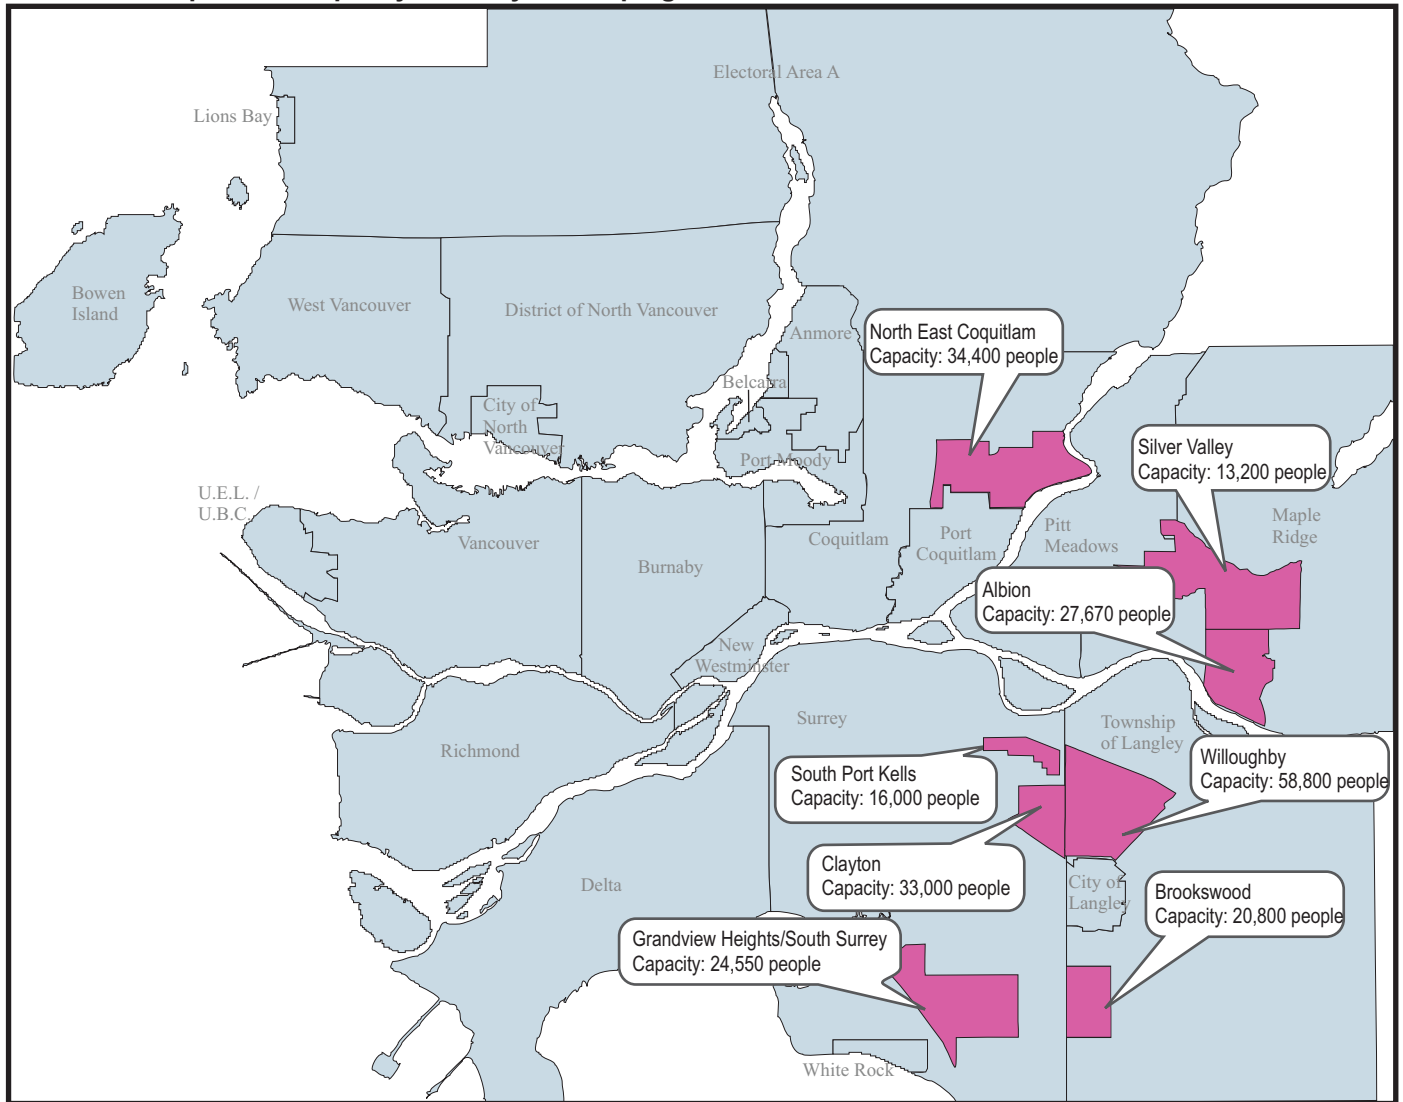 Electoral Area A
Lions Bay
Bowen
Island
West Vancouver
District of North Vancouver
Anmore
North East Coquitlam
Capacity: 34,400 people
Belcarra
City of
North
Vancouver
Port Moody
Silver Valley
Capacity: 13,200 people
U.E.L. /
U.B.C.
Vancouver
Burnaby
Coquitlam
Port
Coquitlam
Pitt
Meadows
Maple
Ridge
Albion
Capacity: 27,670 people
New
Westminster
Richmond
Surrey
Township
of Langley
South Port Kells
Capacity: 16,000 people
Willoughby
Capacity: 58,800 people
Clayton
Capacity: 33,000 people
Delta
City of
Langley
Brookswood
Capacity: 20,800 people
Grandview Heights/South Surrey
Capacity: 24,550 people
White Rock